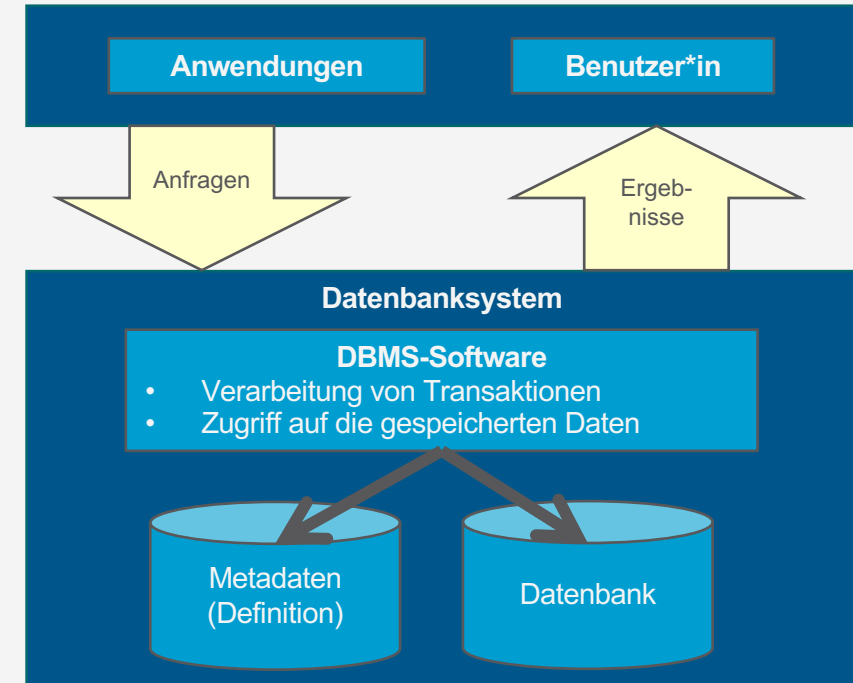 Anwendungen
Benutzer*in
Anfragen
Ergeb-
nisse
Datenbanksystem
DBMS-Software
• Verarbeitung von Transaktionen
• Zugriff auf die gespeicherten Daten
Metadaten
(Definition)
Datenbank